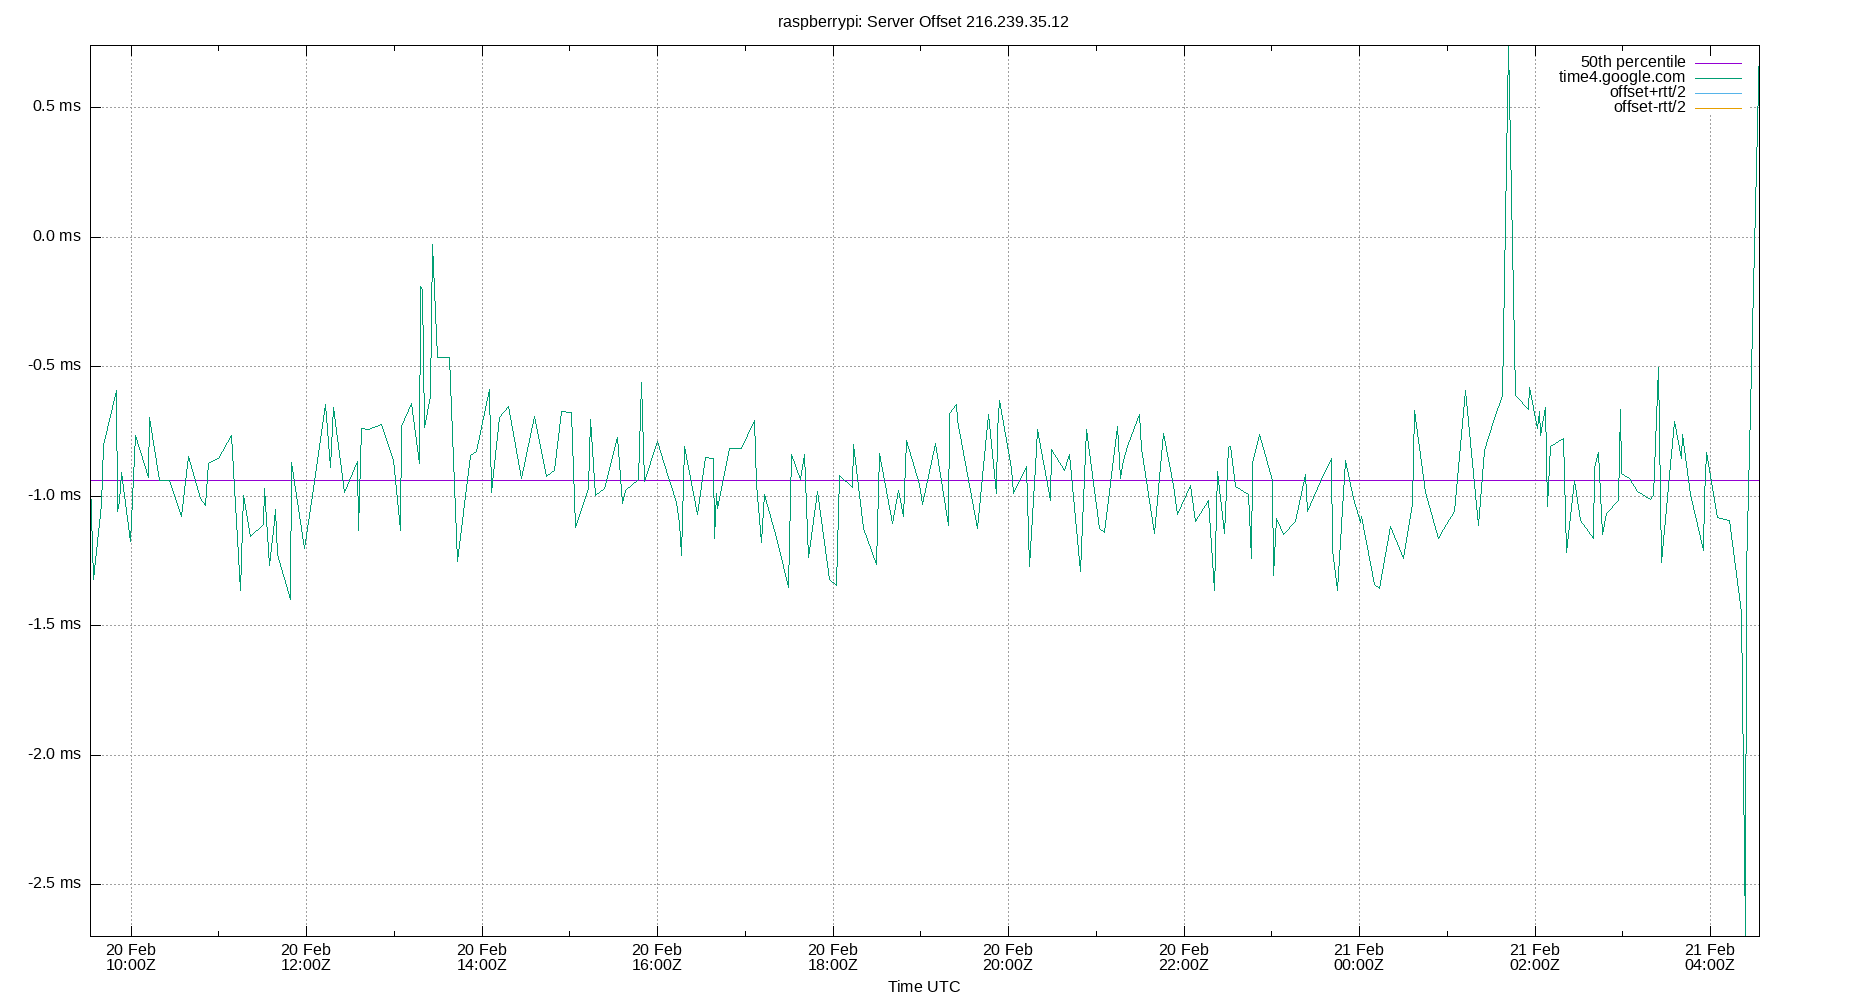 raspberrypi: Server Offset 216.239.35.12
50th percentile
time4.google.com
offset+rtt/2
offset-rtt/2
0.5 ms
0.0 ms
-0.5 ms
-1.0 ms
-1.5 ms
-2.0 ms
-2.5 ms
20 Feb 20 Feb 20 Feb 20 Feb 20 Feb 20 Feb 20 Feb 21 Feb 21 Feb 21 Feb
10:00Z 12:00Z 14:00Z 16:00Z 18:00Z 20:00Z 22:00Z 00:00Z 02:00Z 04:00Z
Time UTC